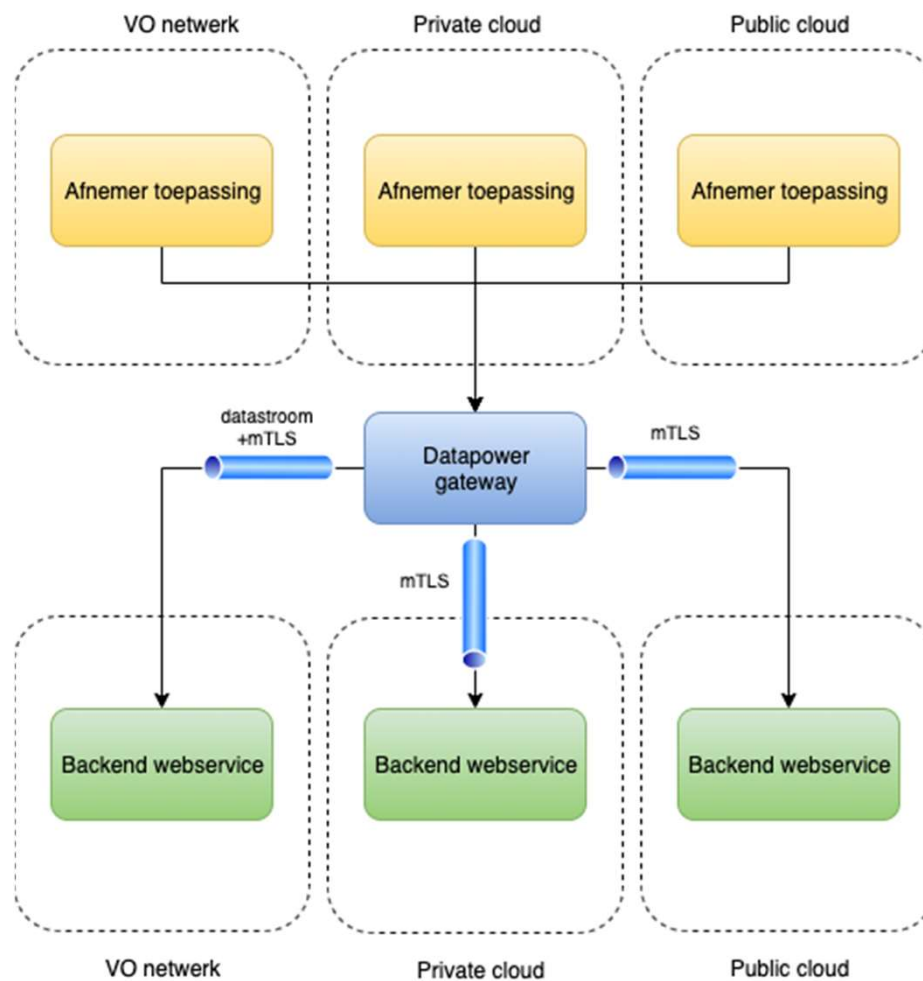 VO netwerk
Private cloud
Public cloud
Afnemer toepassing
Afnemer toepassing
Afnemer toepassing
datastroom
+mTLS
Datapower
gateway
mTLS
mTLS
Backend webservice
Backend webservice
Backend webservice
VO netwerk
Private cloud
Public cloud